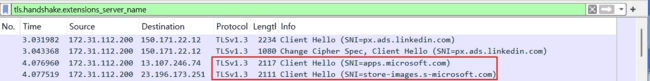 tls.handshake.extensions_server_name
No. Time Source Destination Protocol Lengtl Info
3.031982 172.31.112.200 150.171.22.12 TLSv1.3 2234 Client Hello (SNI=px.ads.linkedin.com)
3.043368 172.31.112.200 150.171.22.12 TLSv1.3 1080 Change Cipher Spec, Client Hello (SNI=px.ads.linkedin.com)
4.076960 172.31.112.200 13.107.246.74 TLSv1.3 2117 Client Hello (SNI=apps.microsoft.com)
4.077519 172.31.112.200 23.196.173.251 TLSv1.3 2111 Client Hello (SNI=store-images.s-microsoft.com)